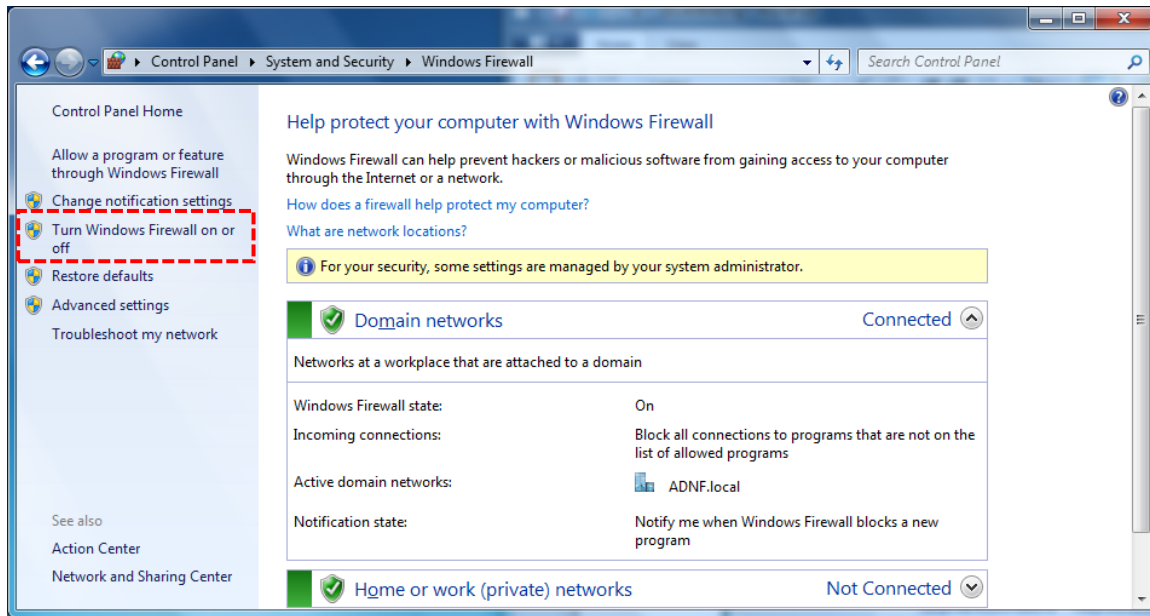 Control Panel ▸ System and Security ▸ Windows Firewall
Search Control Panel
Control Panel Home
Allow a program or feature
through Windows Firewall
Change notification settings
Turn Windows Firewall on or
off
Restore defaults
Advanced settings
Troubleshoot my network
See also
Action Center
Network and Sharing Center
Help protect your computer with Windows Firewall
Windows Firewall can help prevent hackers or malicious software from gaining access to your computer
through the Internet or a network.
How does a firewall help protect my computer?
What are network locations?
For your security, some settings are managed by your system administrator.
Domain networks Connected
Networks at a workplace that are attached to a domain
Windows Firewall state: On
Incoming connections: Block all connections to programs that are not on the
list of allowed programs
Active domain networks: ADNF.local
Notification state: Notify me when Windows Firewall blocks a new
program
Home or work (private) networks Not Connected